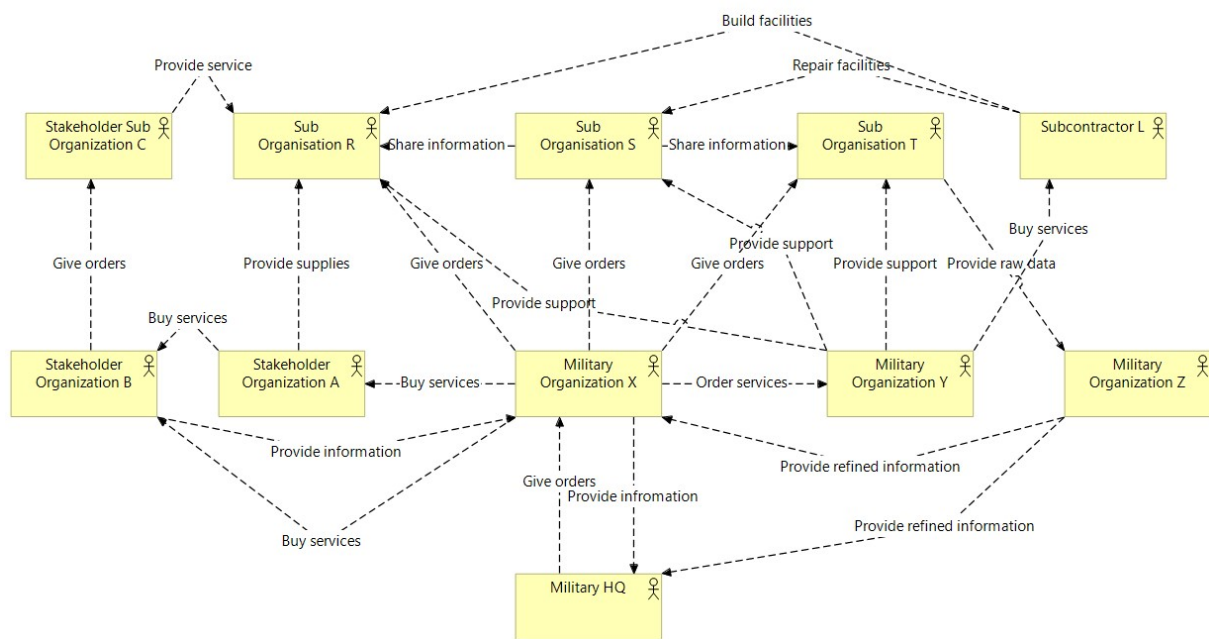 Build facilities
Provide service
Repair facilities
Stakeholder Sub
Organization C
Sub
Organisation R
Sub
Organisation S
Sub
Organisation T
Subcontractor L
Share information
Share information
Buy services
Provide support
Give orders
Provide supplies
Give orders
Give orders
Give orders
Provide support
Provide raw data
Provide support
Buy services
Stakeholder
Organization B
Stakeholder
Organization A
Military
Organization X
Military
Organization Y
Military
Organization Z
Buy services
Order services
Provide information
Provide refined information
Give orders
Provide infromation
Provide refined information
Buy services
Military HQ